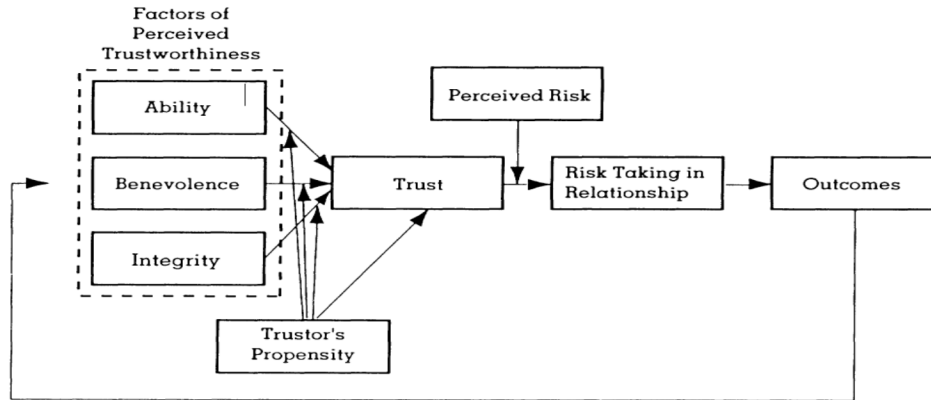 Factors of
Perceived
Trustworthiness
Ability
Benevolence
Integrity
Perceived Risk
Trust
Risk Taking in
Relationship
Outcomes
Trustor's
Propensity